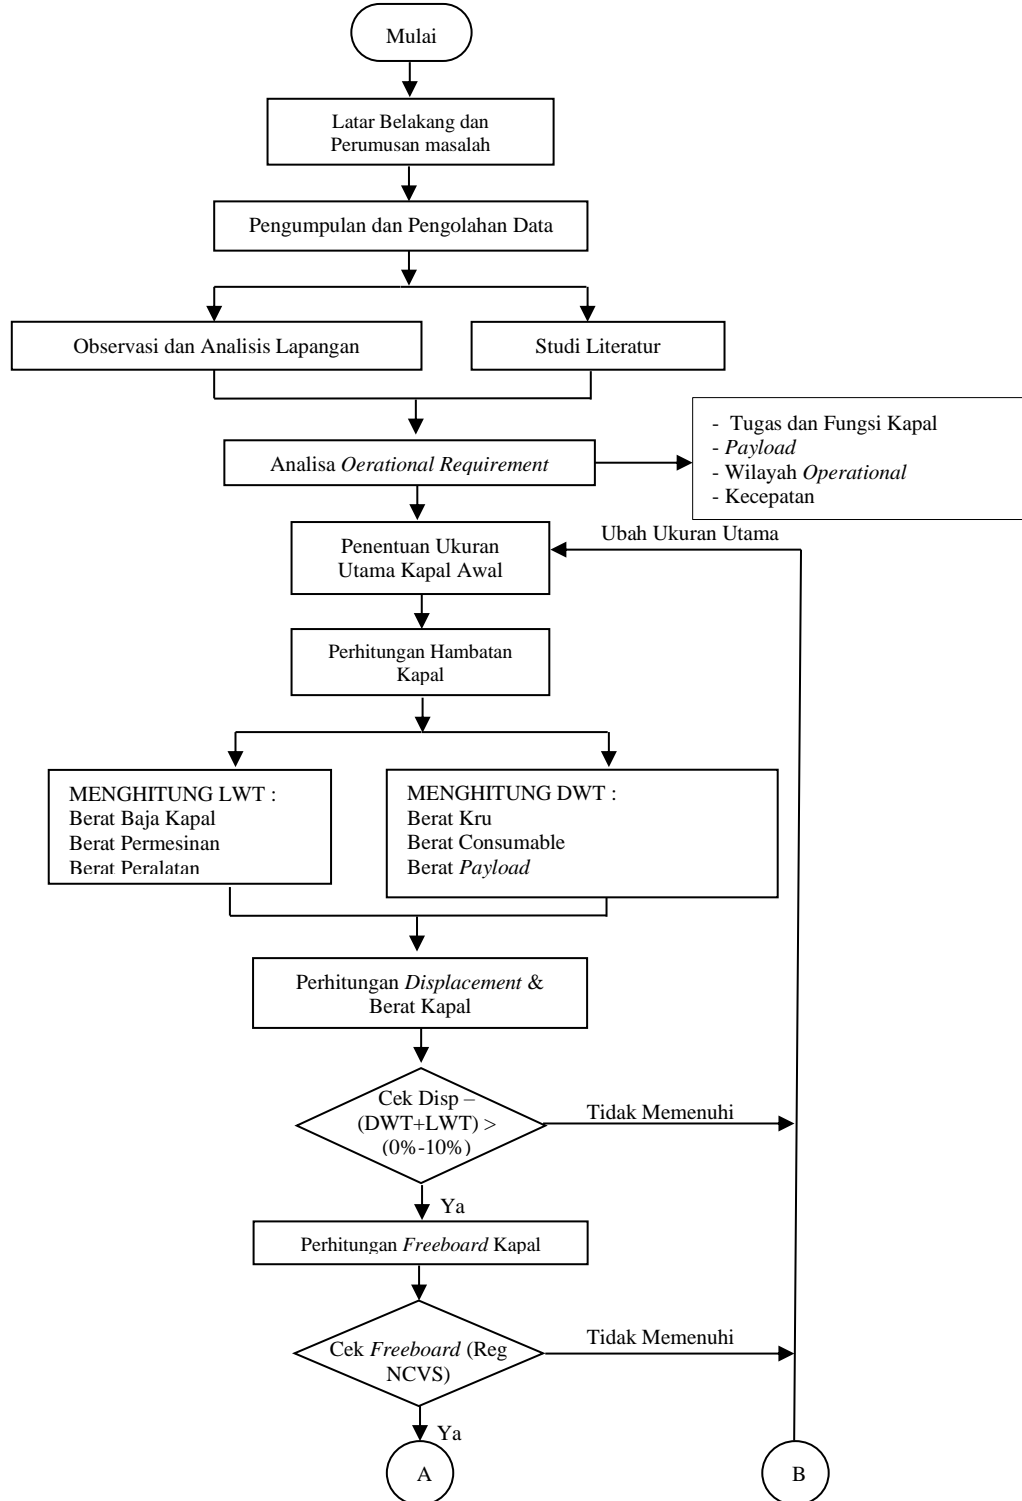 Mulai
Latar Belakang dan
Perumusan masalah
Pengumpulan dan Pengolahan Data
Observasi dan Analisis Lapangan
Studi Literatur
Analisa Oerational Requirement
- Tugas dan Fungsi Kapal
- Payload
- Wilayah Operational
- Kecepatan
Ubah Ukuran Utama
Penentuan Ukuran
Utama Kapal Awal
Perhitungan Hambatan
Kapal
MENGHITUNG LWT :
Berat Baja Kapal
Berat Permesinan
Berat Peralatan
MENGHITUNG DWT :
Berat Kru
Berat Consumable
Berat Payload
Perhitungan Displacement &
Berat Kapal
Cek Disp –
(DWT+LWT) >
(0%-10%)
Tidak Memenuhi
Ya
Perhitungan Freeboard Kapal
Cek Freeboard (Reg
NCVS)
Tidak Memenuhi
Ya
A
B